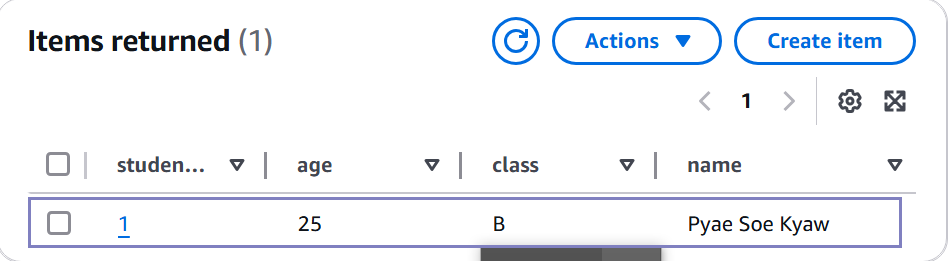 Items returned (1)
Actions
Create item
1
studen... age class name
1 25 B Pyae Soe Kyaw